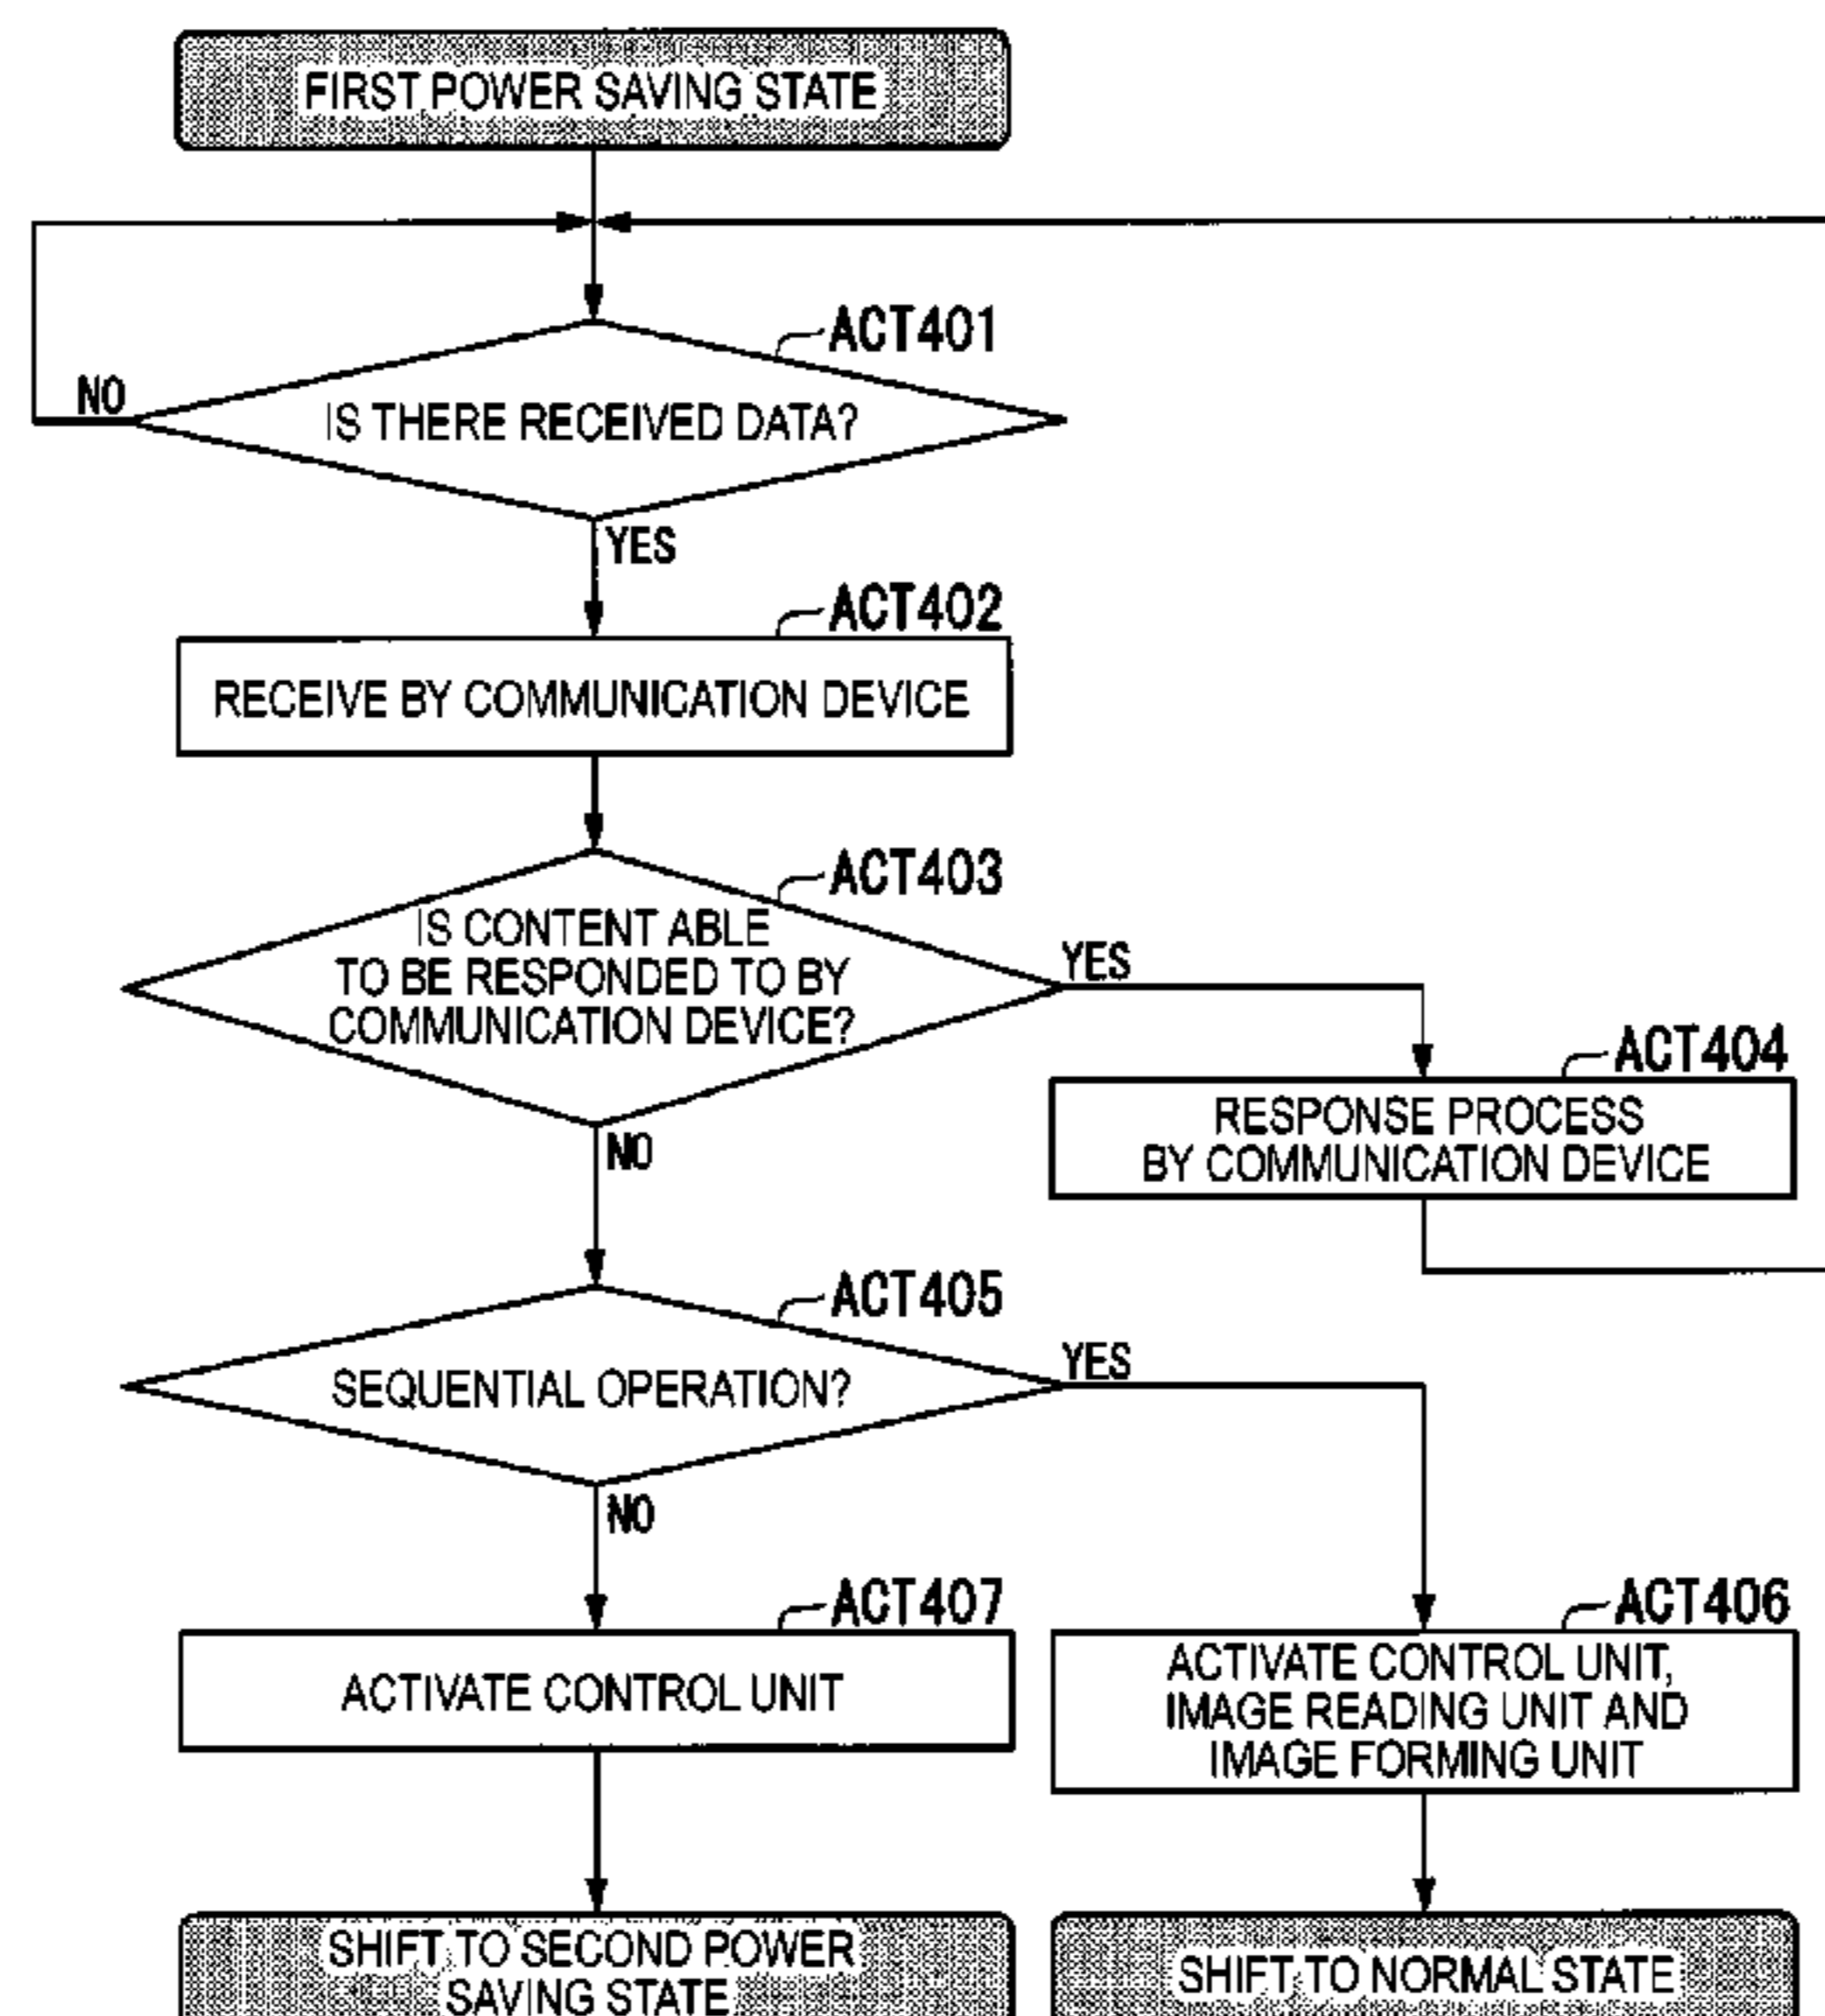 FIRST POWER SAVING STATE
ACT401
NO
IS THERE RECEIVED DATA?
YES
ACT402
RECEIVE BY COMMUNICATION DEVICE
ACT403
IS CONTENT ABLE
TO BE RESPONDED TO BY
COMMUNICATION DEVICE?
YES
ACT404
RESPONSE PROCESS
BY COMMUNICATION DEVICE
NO
ACT405
SEQUENTIAL OPERATION?
YES
NO
ACT407
ACTIVATE CONTROL UNIT
ACT406
ACTIVATE CONTROL UNIT,
IMAGE READING UNIT AND
IMAGE FORMING UNIT
SHIFT TO SECOND POWER
SAVING STATE
SHIFT TO NORMAL STATE